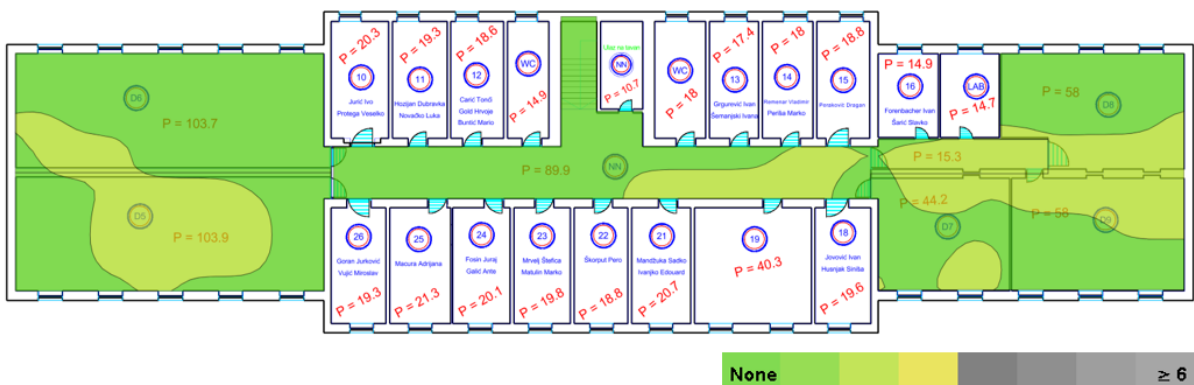 P = 20.3
10
Jurić Ivo
Protega Veselko
P = 19.3
11
Hozjan Dubravka
Novačko Luka
P = 18.6
12
Carić Tonči
Gold Hrvoje
Buntić Mario
WC
P = 14.9
Ulaz na tavan
NN
P = 10.7
WC
P = 18
P = 17.4
13
Grgurević Ivan
Šemanjski Ivana
P = 18
14
Remenar Vladimir
Periša Marko
P = 18.8
15
Peraković Dragan
P = 14.9
16
Forenbacher Ivan
Šarić Slavko
LAB
P = 14.7
D6
P = 103.7
P = 58
D8
P = 15.3
NN
P = 89.9
D5
P = 103.9
P = 44.2
D7
P = 58
D9
26
Goran Jurković
Vujić Miroslav
P = 19.3
25
Macura Adrijana
P = 21.3
24
Fosin Juraj
Galić Ante
P = 20.1
23
Mrvelj Štefica
Matulin Marko
P = 19.8
22
Škorput Pero
P = 18.8
21
Mandžuka Sadko
Ivanjko Edouard
P = 20.7
19
P = 40.3
18
Jovović Ivan
Husnjak Siniša
P = 19.6
None
≥ 6